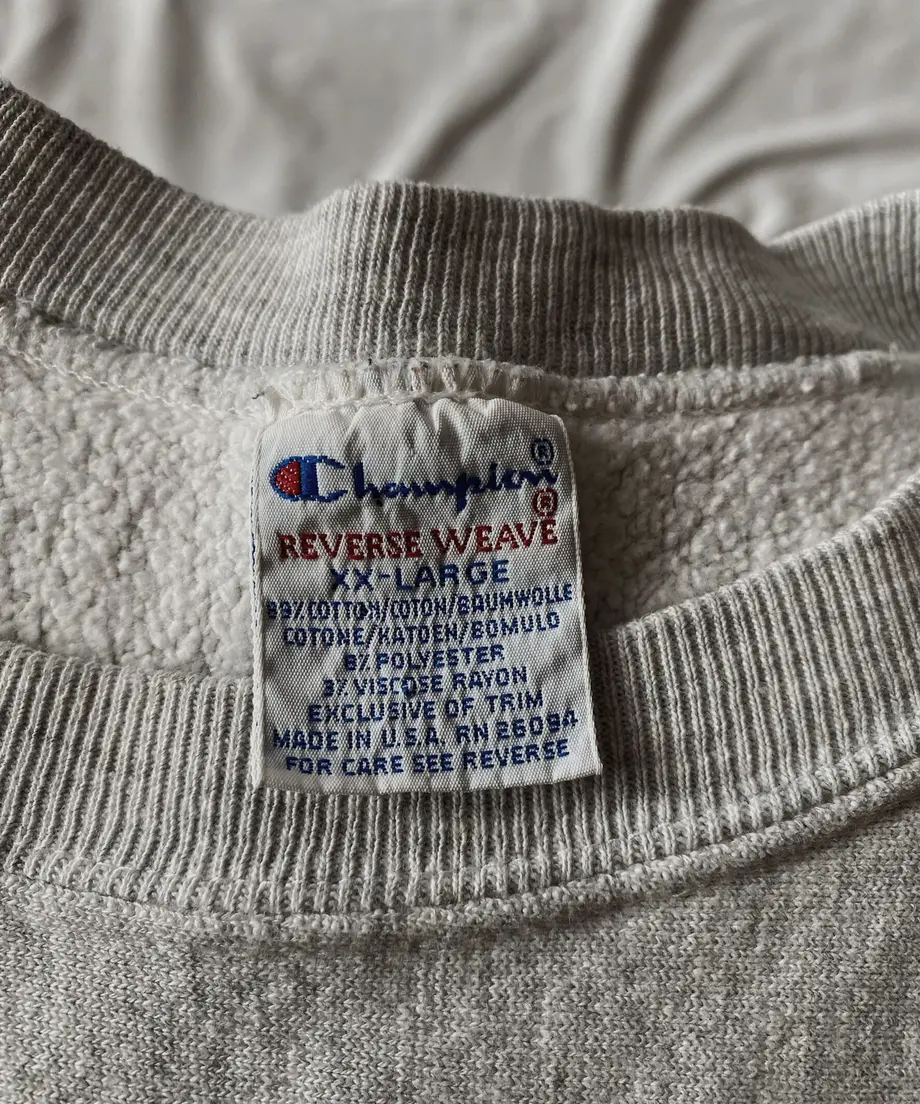 Champion®
®
REVERSE WEAVE
XX-LARGE
89% COTTON/COTON/BAUMWOLLE
COTONE/KATOEN/BOMULD
8% POLYESTER
3% VISCOSE RAYON
EXCLUSIVE OF TRIM
MADE IN U.S.A. RN 26094
FOR CARE SEE REVERSE